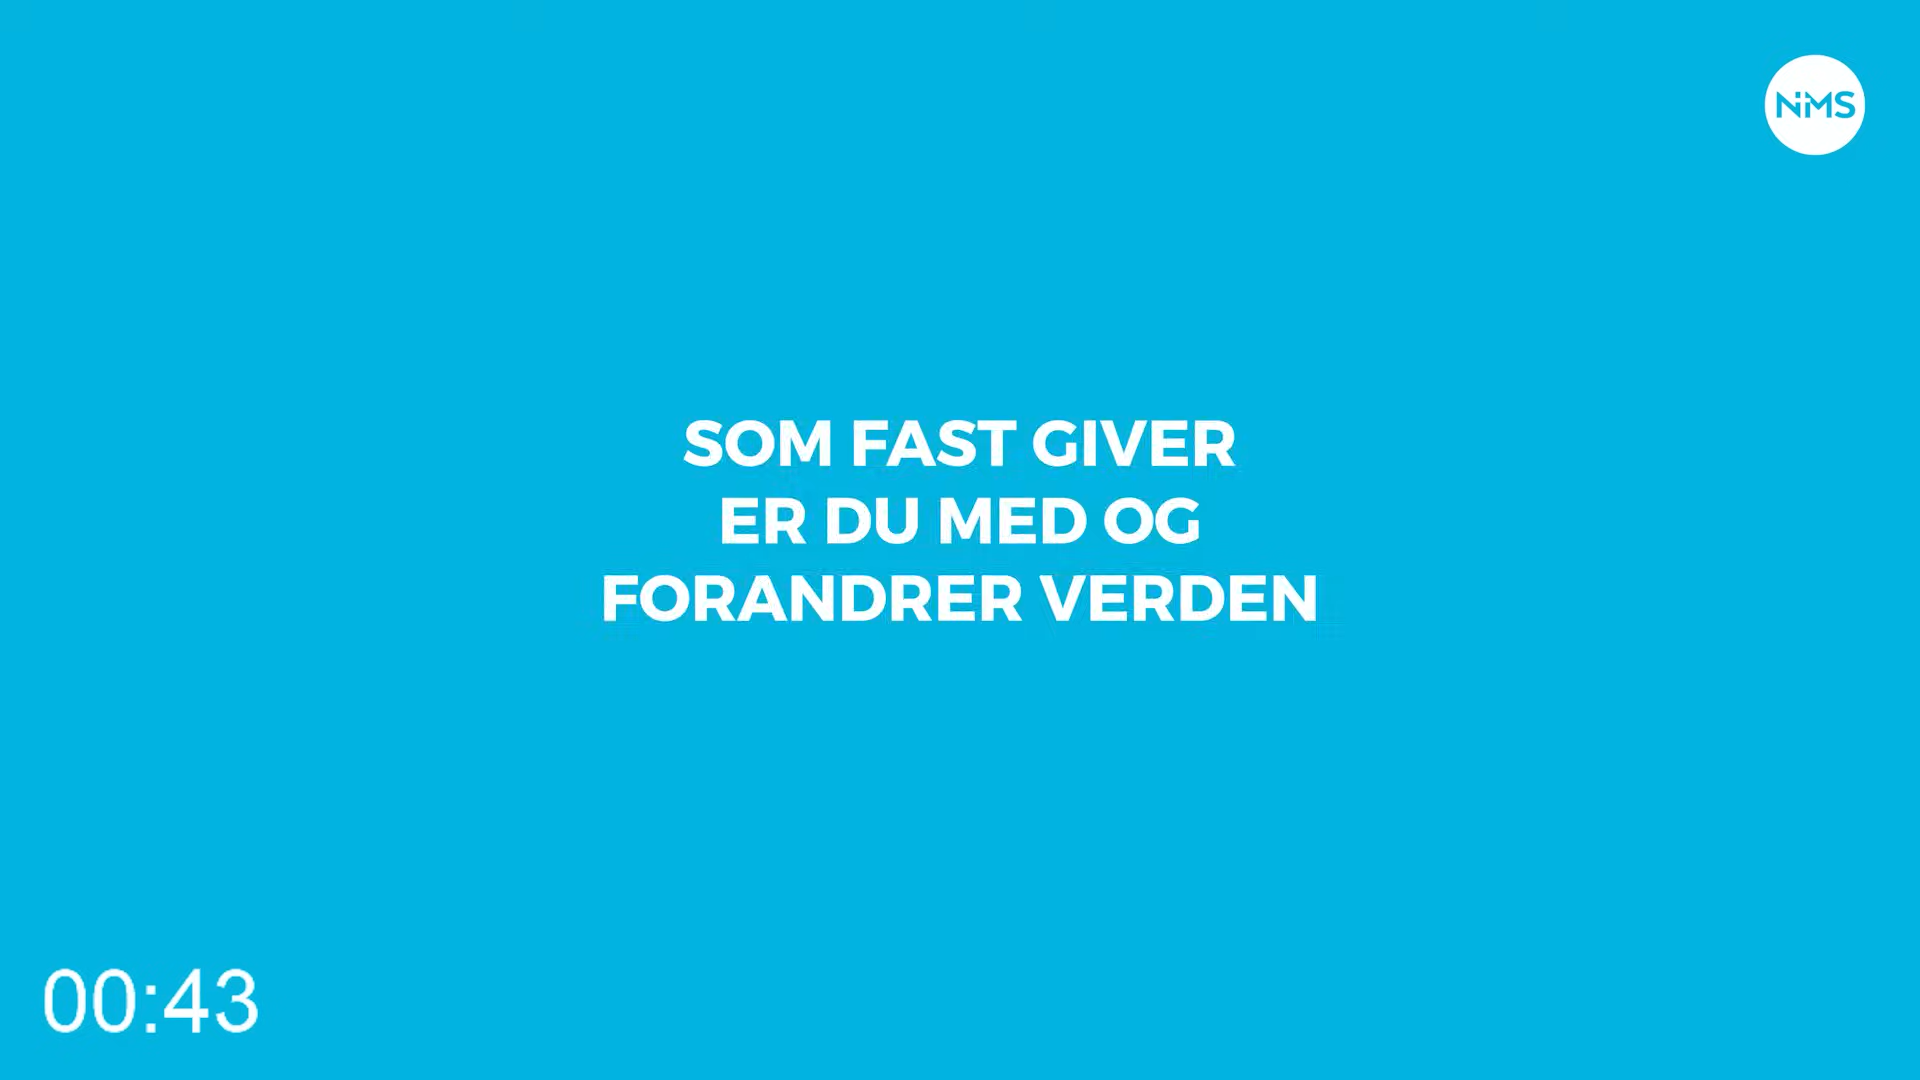 NMS
SOM FAST GIVER
ER DU MED OG
FORANDRER VERDEN
00:43